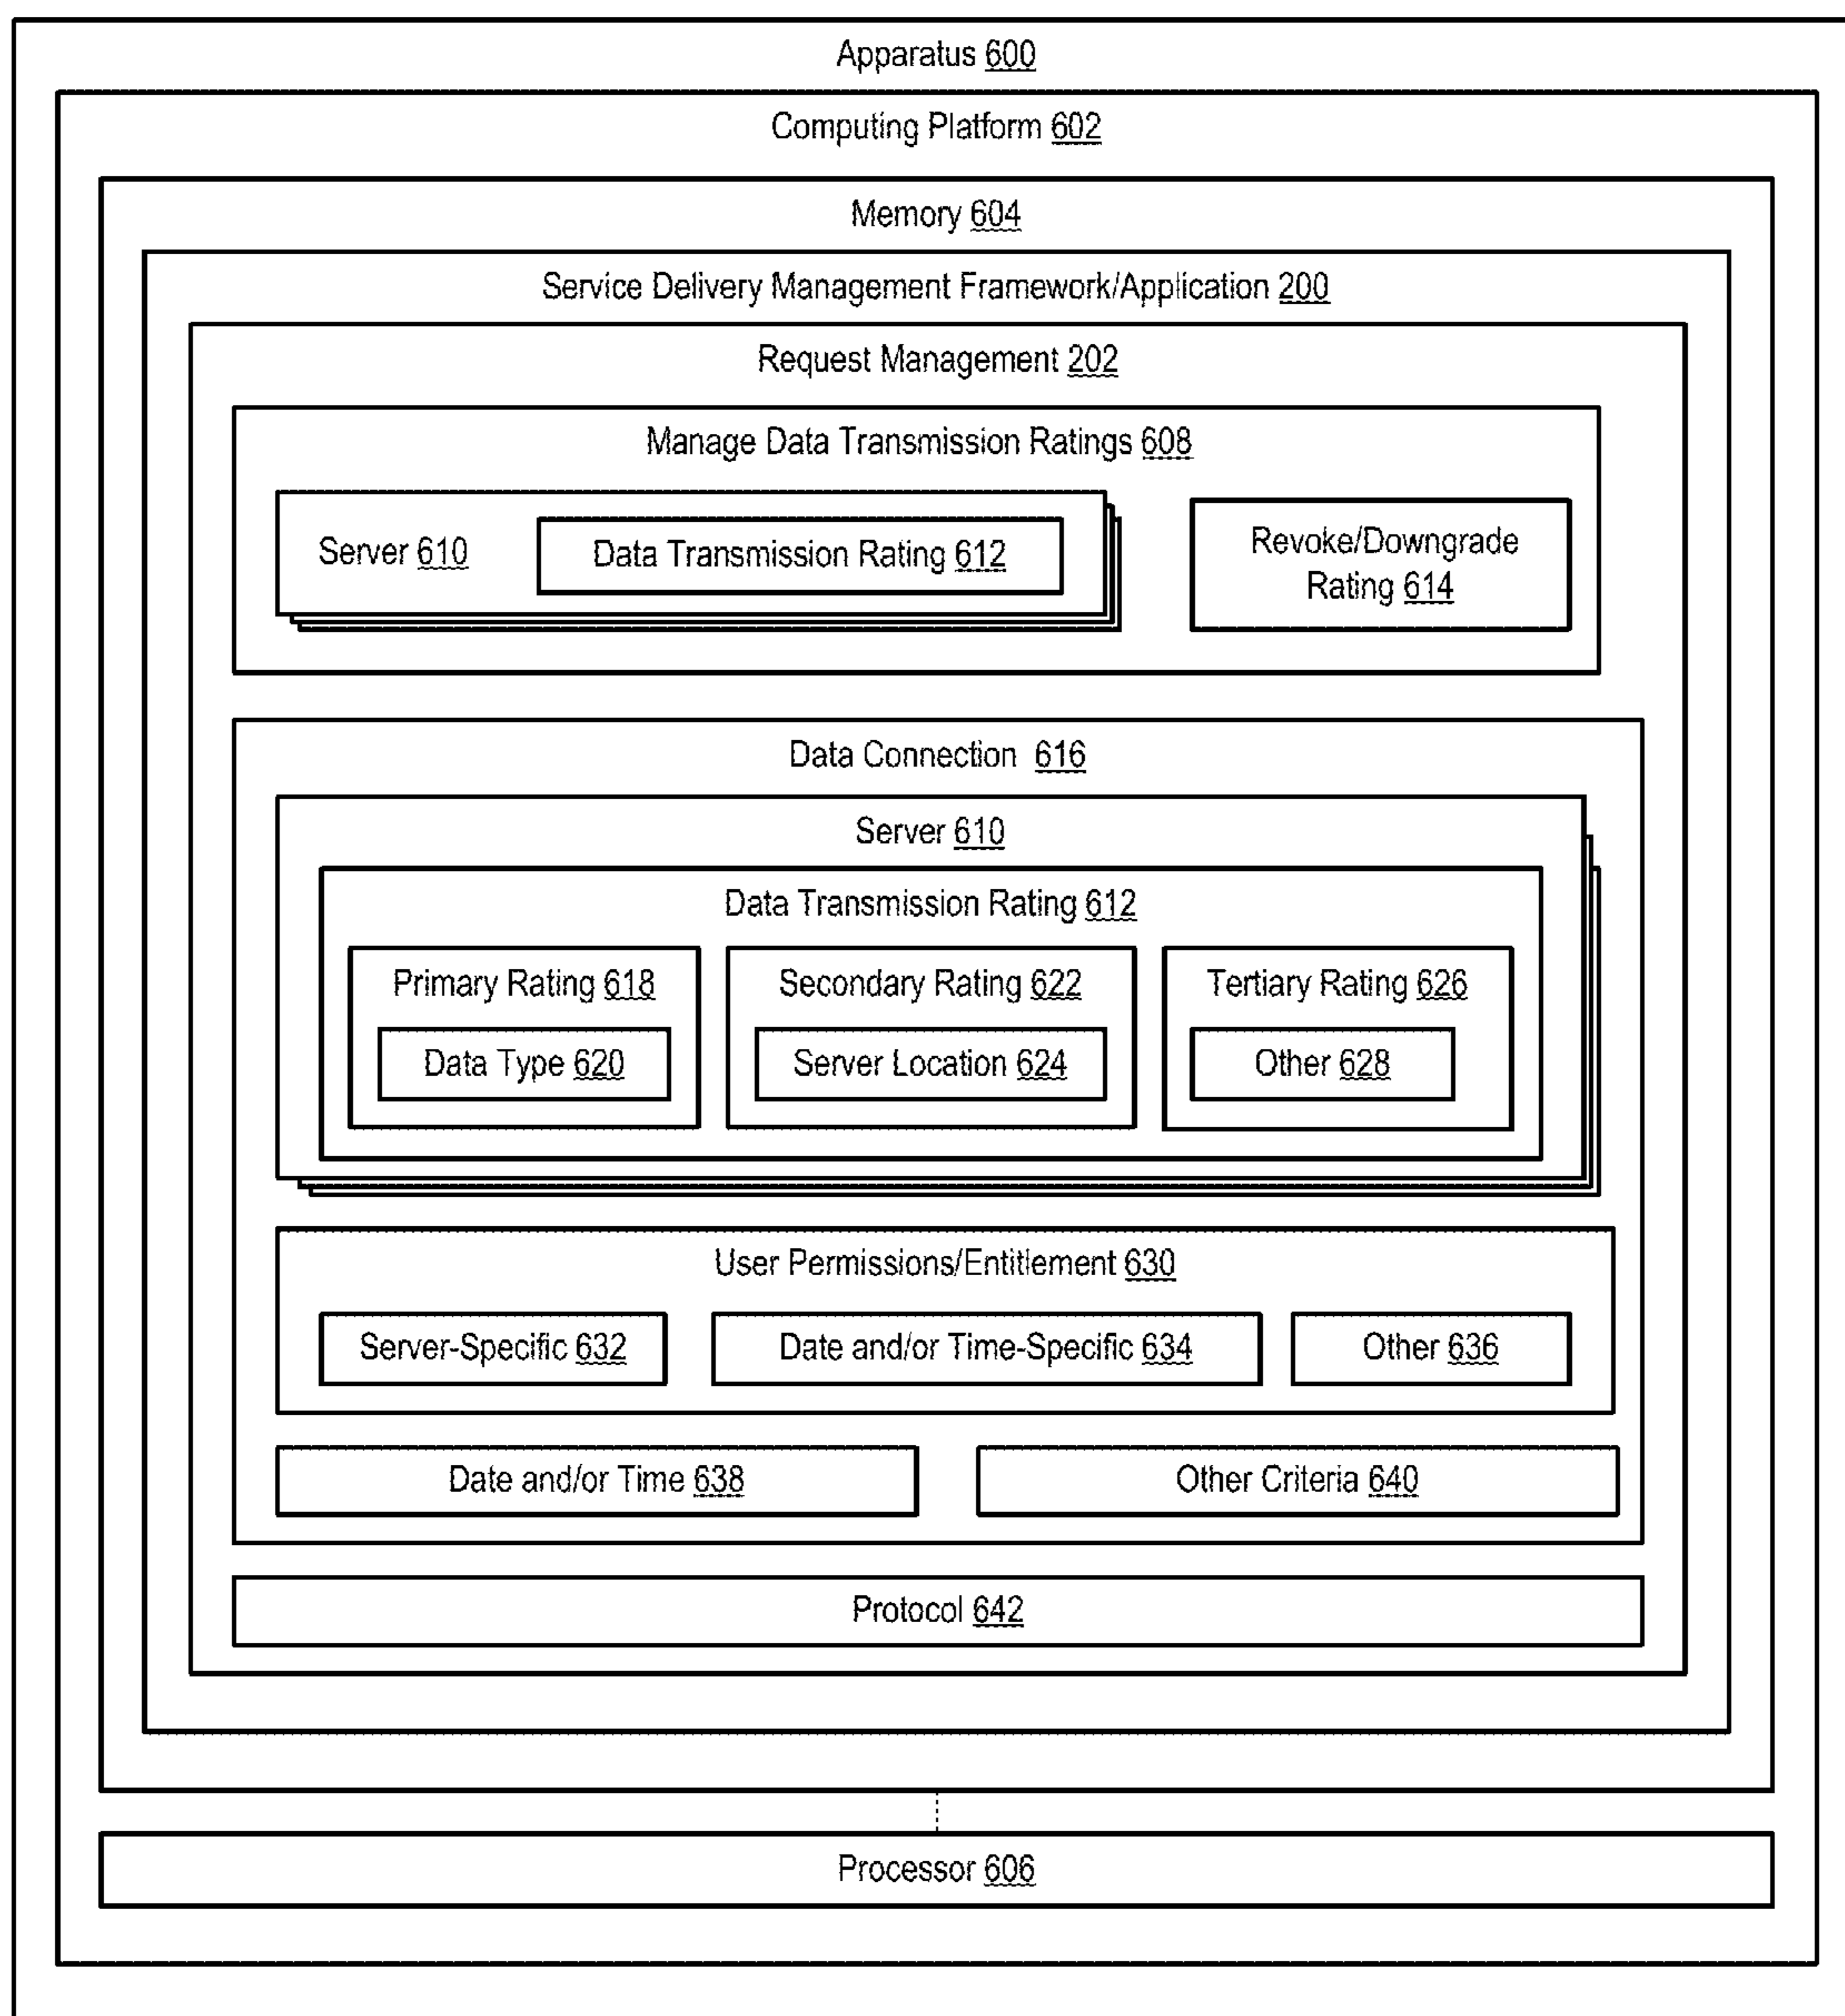 Apparatus 600
Computing Platform 602
Memory 604
Service Delivery Management Framework/Application 200
Request Management 202
Manage Data Transmission Ratings 608
Server 610
Data Transmission Rating 612
Revoke/Downgrade
Rating 614
Data Connection 616
Server 610
Data Transmission Rating 612
Primary Rating 618
Data Type 620
Secondary Rating 622
Server Location 624
Tertiary Rating 626
Other 628
User Permissions/Entitlement 630
Server-Specific 632
Date and/or Time-Specific 634
Other 636
Date and/or Time 638
Other Criteria 640
Protocol 642
Processor 606